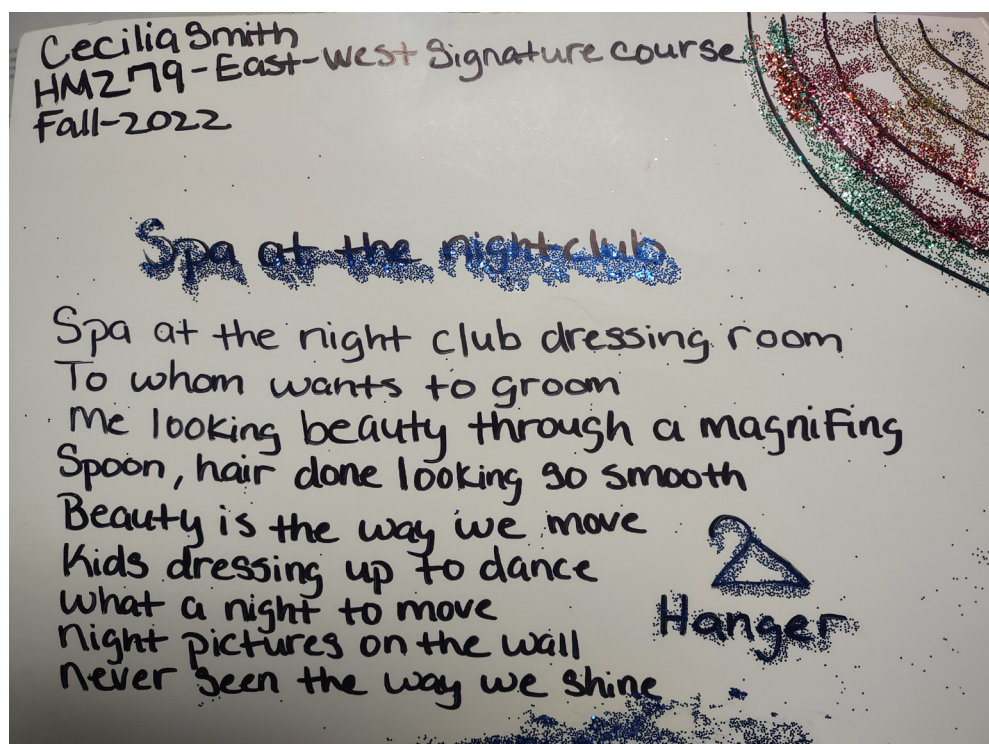 Cecilia Smith
HM279-East-West Signature course
Fall-2022
Spa at the nightclub
Spa at the night club dressing room
To whom wants to groom
Me looking beauty through a magnifing
Spoon, hair done looking so smooth
Beauty is the way we move
Kids dressing up to dance
what a night to move
night pictures on the wall
never seen the way we shine
Hanger